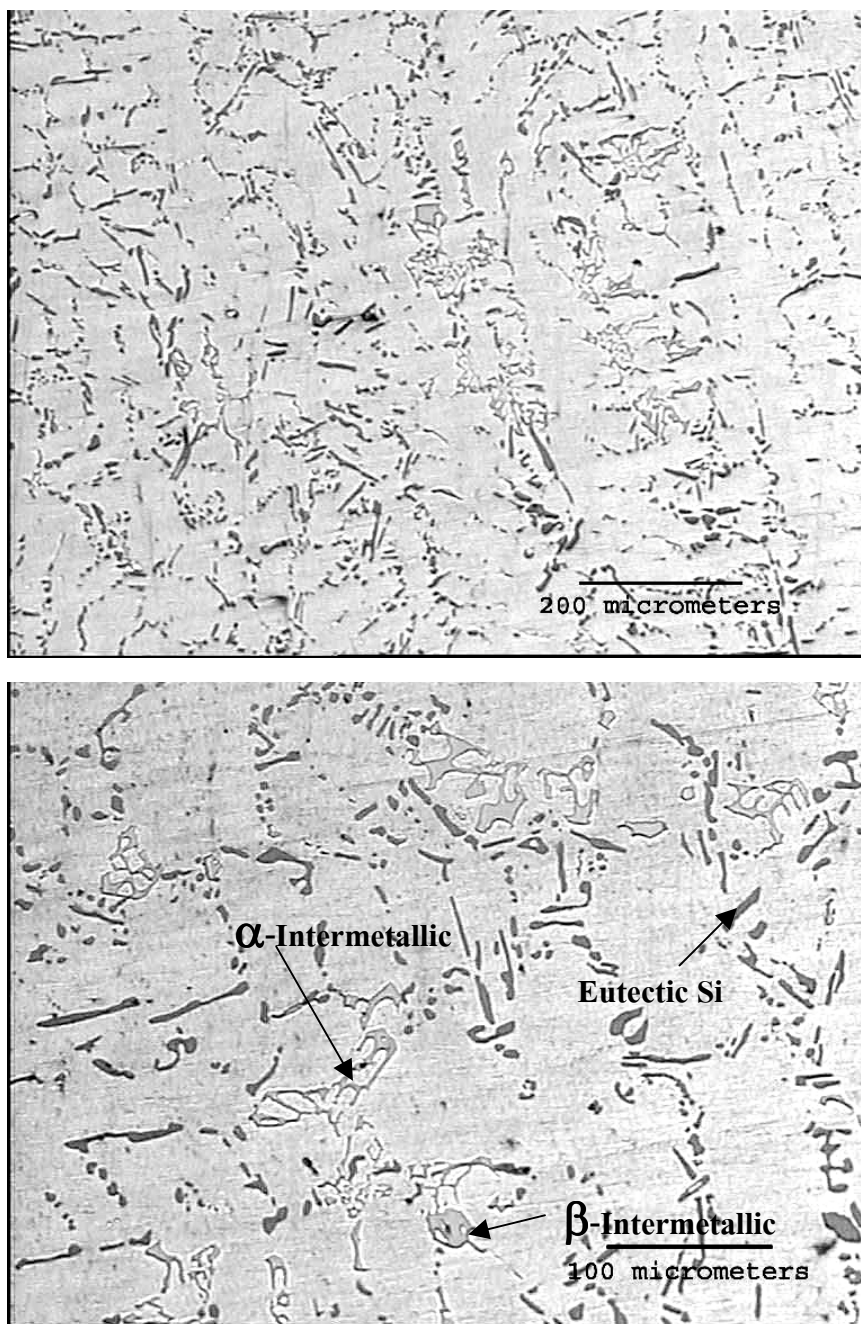 200 micrometers
α-Intermetallic
Eutectic Si
β-Intermetallic
100 micrometers